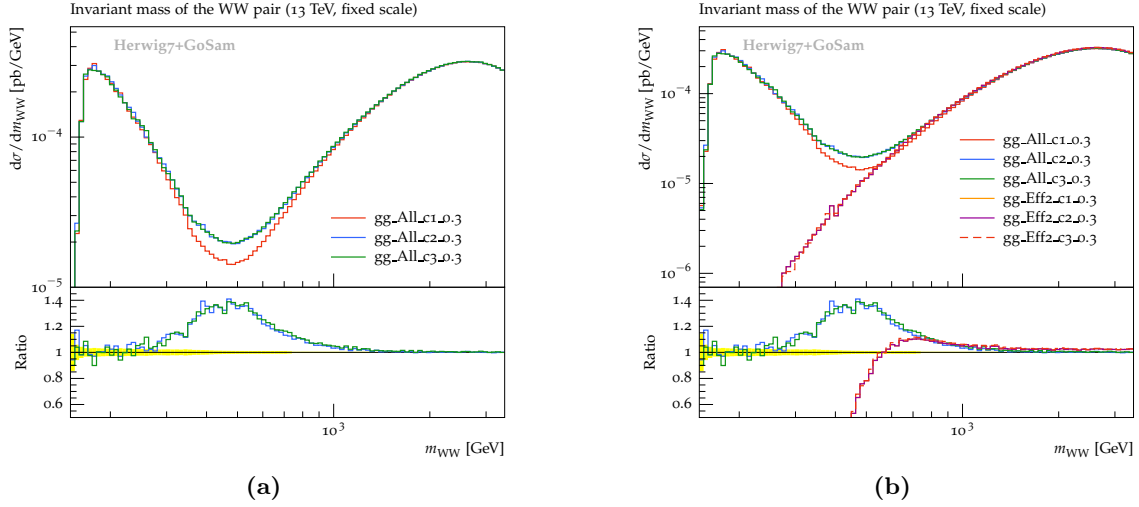 Invariant mass of the WW pair (13 TeV, fixed scale)
Herwig7+GoSam
dσ/dm_WW [pb/GeV]
10⁻⁴
10⁻⁵
gg_All_c1_0.3
gg_All_c2_0.3
gg_All_c3_0.3
Ratio
1.4
1.2
1
0.8
0.6
10³
m_WW [GeV]
(a)
Invariant mass of the WW pair (13 TeV, fixed scale)
Herwig7+GoSam
dσ/dm_WW [pb/GeV]
10⁻⁴
10⁻⁵
10⁻⁶
gg_All_c1_0.3
gg_All_c2_0.3
gg_All_c3_0.3
gg_Eff2_c1_0.3
gg_Eff2_c2_0.3
gg_Eff2_c3_0.3
Ratio
1.4
1.2
1
0.8
0.6
10³
m_WW [GeV]
(b)